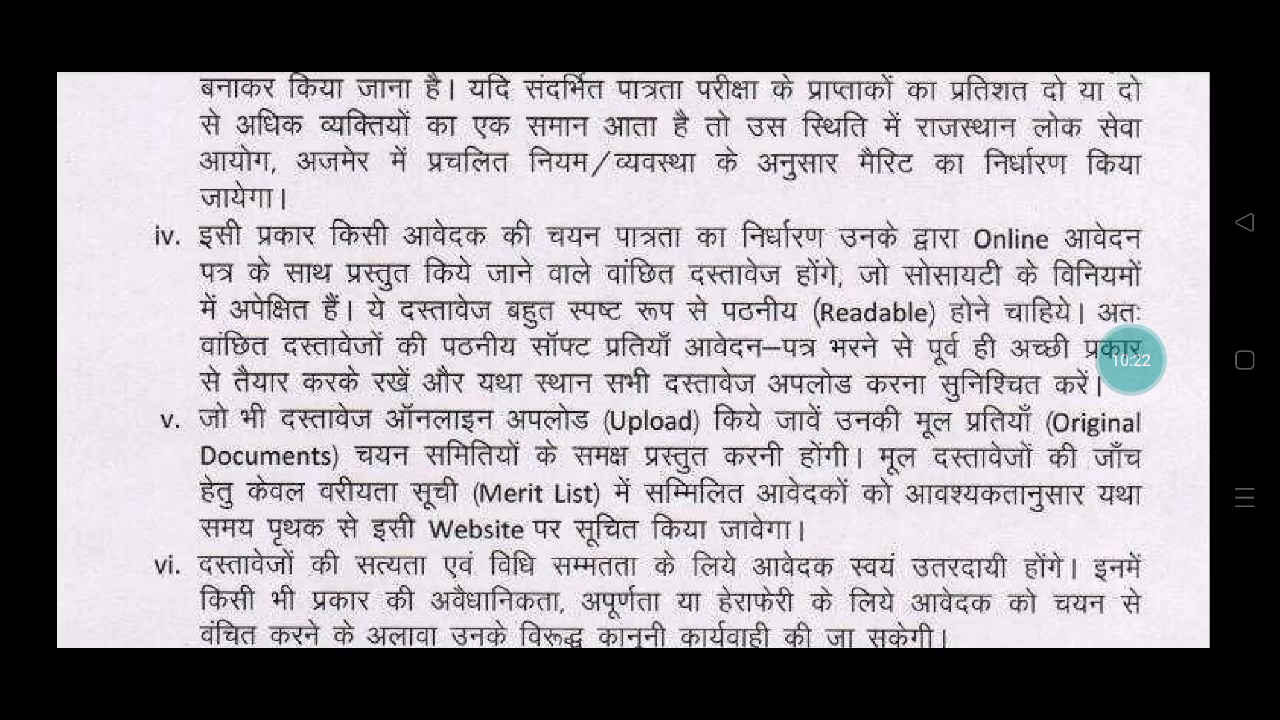 बनाकर किया जाना है। यदि संदर्भित पात्रता परीक्षा के प्राप्ताकों का प्रतिशत दो या दो
से अधिक व्यक्तियों का एक समान आता है तो उस स्थिति में राजस्थान लोक सेवा
आयोग, अजमेर में प्रचलित नियम/व्यवस्था के अनुसार मैरिट का निर्धारण किया
जायेगा।
iv. इसी प्रकार किसी आवेदक की चयन पात्रता का निर्धारण उनके द्वारा Online आवेदन
पत्र के साथ प्रस्तुत किये जाने वाले वांछित दस्तावेज होंगे, जो सोसायटी के विनियमों
में अपेक्षित हैं। ये दस्तावेज बहुत स्पष्ट रूप से पठनीय (Readable) होने चाहिये। अतः
वांछित दस्तावेजों की पठनीय सॉफ्ट प्रतियाँ आवेदन–पत्र भरने से पूर्व ही अच्छी प्रकार
10:22
से तैयार करके रखें और यथा स्थान सभी दस्तावेज अपलोड करना सुनिश्चित करें।
v. जो भी दस्तावेज ऑनलाइन अपलोड (Upload) किये जावें उनकी मूल प्रतियाँ (Original
Documents) चयन समितियों के समक्ष प्रस्तुत करनी होंगी। मूल दस्तावेजों की जाँच
हेतु केवल वरीयता सूची (Merit List) में सम्मिलित आवेदकों को आवश्यकतानुसार यथा
समय पृथक से इसी Website पर सूचित किया जावेगा।
vi. दस्तावेजों की सत्यता एवं विधि सम्मतता के लिये आवेदक स्वयं उतरदायी होंगे। इनमें
किसी भी प्रकार की अवैधानिकता, अपूर्णता या हेराफेरी के लिये आवेदक को चयन से
वंचित करने के अलावा उनके विरूद्ध कानूनी कार्यवाही की जा सकेगी।